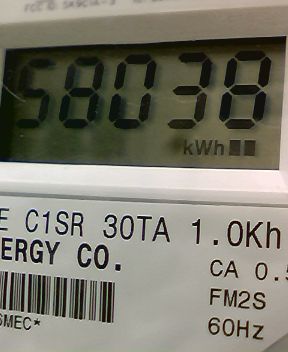 58038
kWh
E C1SR 30TA 1.0Kh
ERGY CO.
CA 0.5
FM2S
SMEC*
60Hz